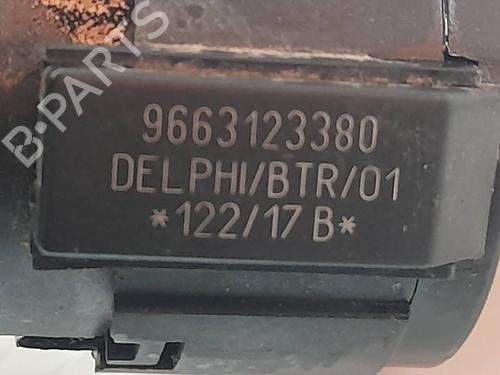 B-PARTS
9663123380
DELPHI/BTR/01
*122/17 B*